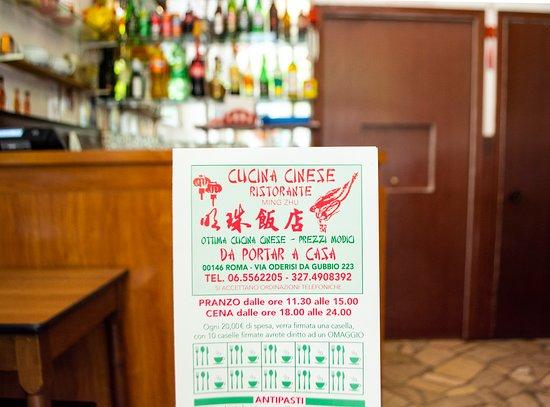 CUCINA CINESE
RISTORANTE
MING ZHU
明珠飯店
OTTIMA CUCINA CINESE - PREZZI MODICI
DA PORTAR A CASA
00146 ROMA - VIA ODERISI DA GUBBIO 223
TEL. 06.5562205 - 327.4908392
SI ACCETTANO ORDINAZIONI TELEFONICHE
PRANZO dalle ore 11.30 alle 15.00
CENA dalle ore 18.00 alle 24.00
Ogni 20,00€ di spesa, verra firmata una casella,
con 10 caselle firmate avrete diritto ad un OMAGGIO
ANTIPASTI